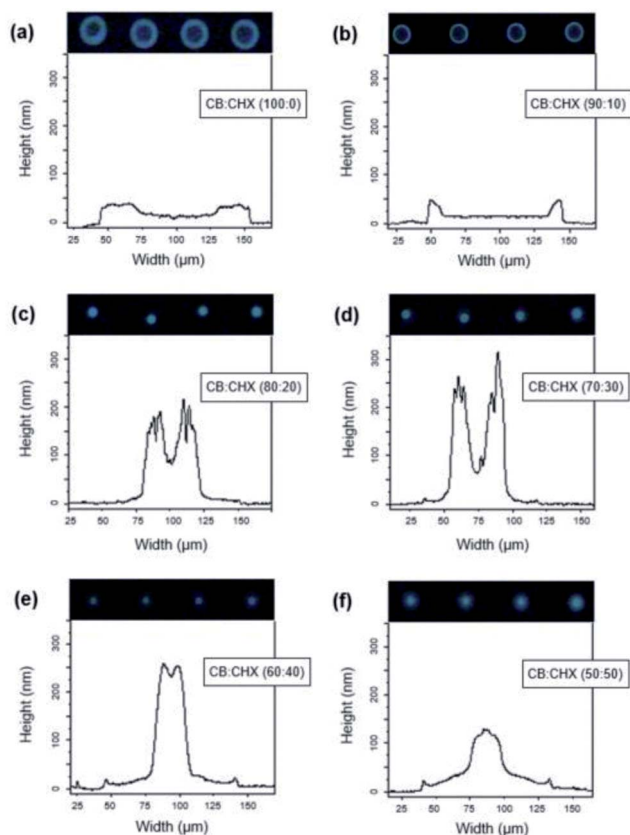 (a)
CB:CHX (100:0)
Height (nm)
300
200
100
0
25 50 75 100 125 150
Width (µm)
(b)
CB:CHX (90:10)
Height (nm)
300
200
100
0
25 50 75 100 125 150
Width (µm)
(c)
CB:CHX (80:20)
Height (nm)
300
200
100
0
25 50 75 100 125 150
Width (µm)
(d)
CB:CHX (70:30)
Height (nm)
300
200
100
0
25 50 75 100 125 150
Width (µm)
(e)
CB:CHX (60:40)
Height (nm)
300
200
100
0
25 50 75 100 125 150
Width (µm)
(f)
CB:CHX (50:50)
Height (nm)
300
200
100
0
25 50 75 100 125 150
Width (µm)